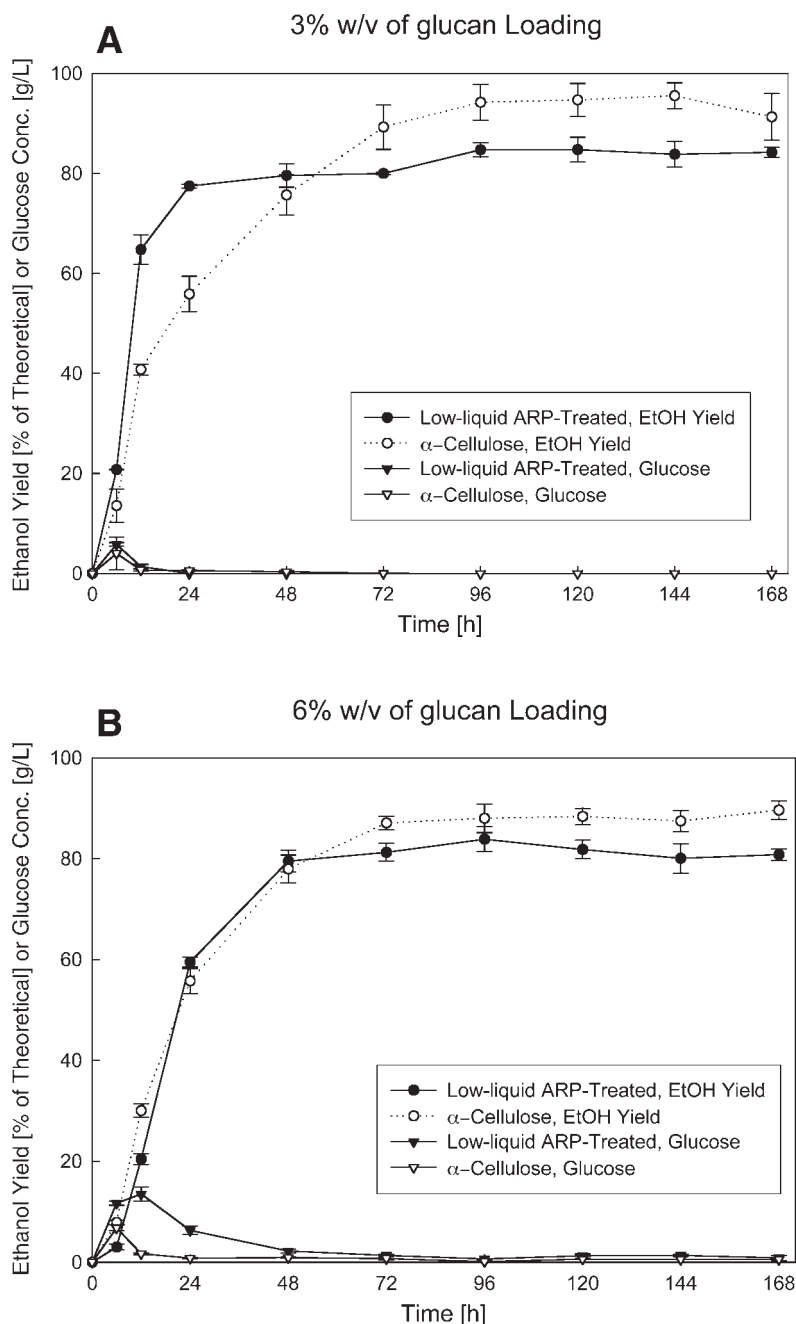 A
3% w/v of glucan Loading
Ethanol Yield [% of Theoretical] or Glucose Conc. [g/L]
100
80
60
40
20
0
Low-liquid ARP-Treated, EtOH Yield
α-Cellulose, EtOH Yield
Low-liquid ARP-Treated, Glucose
α-Cellulose, Glucose
0 24 48 72 96 120 144 168
Time [h]
B
6% w/v of glucan Loading
Ethanol Yield [% of Theoretical] or Glucose Conc. [g/L]
100
80
60
40
20
0
Low-liquid ARP-Treated, EtOH Yield
α-Cellulose, EtOH Yield
Low-liquid ARP-Treated, Glucose
α-Cellulose, Glucose
0 24 48 72 96 120 144 168
Time [h]